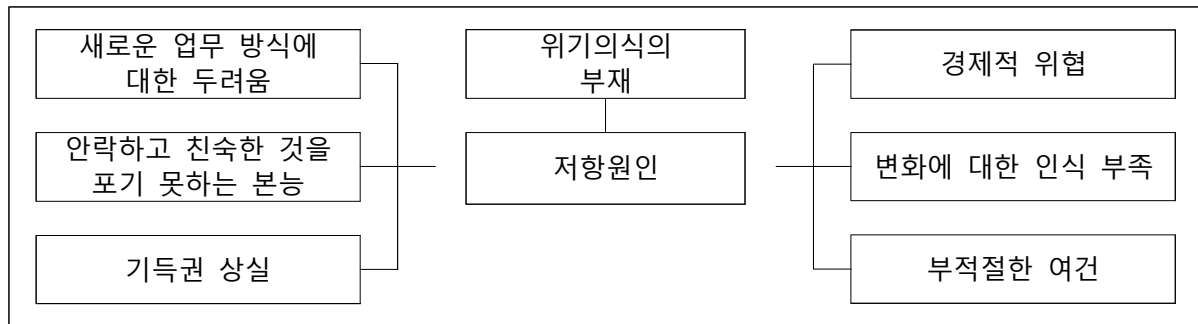 새로운 업무 방식에
대한 두려움
안락하고 친숙한 것을
포기 못하는 본능
기득권 상실
위기의식의
부재
저항원인
경제적 위협
변화에 대한 인식 부족
부적절한 여건